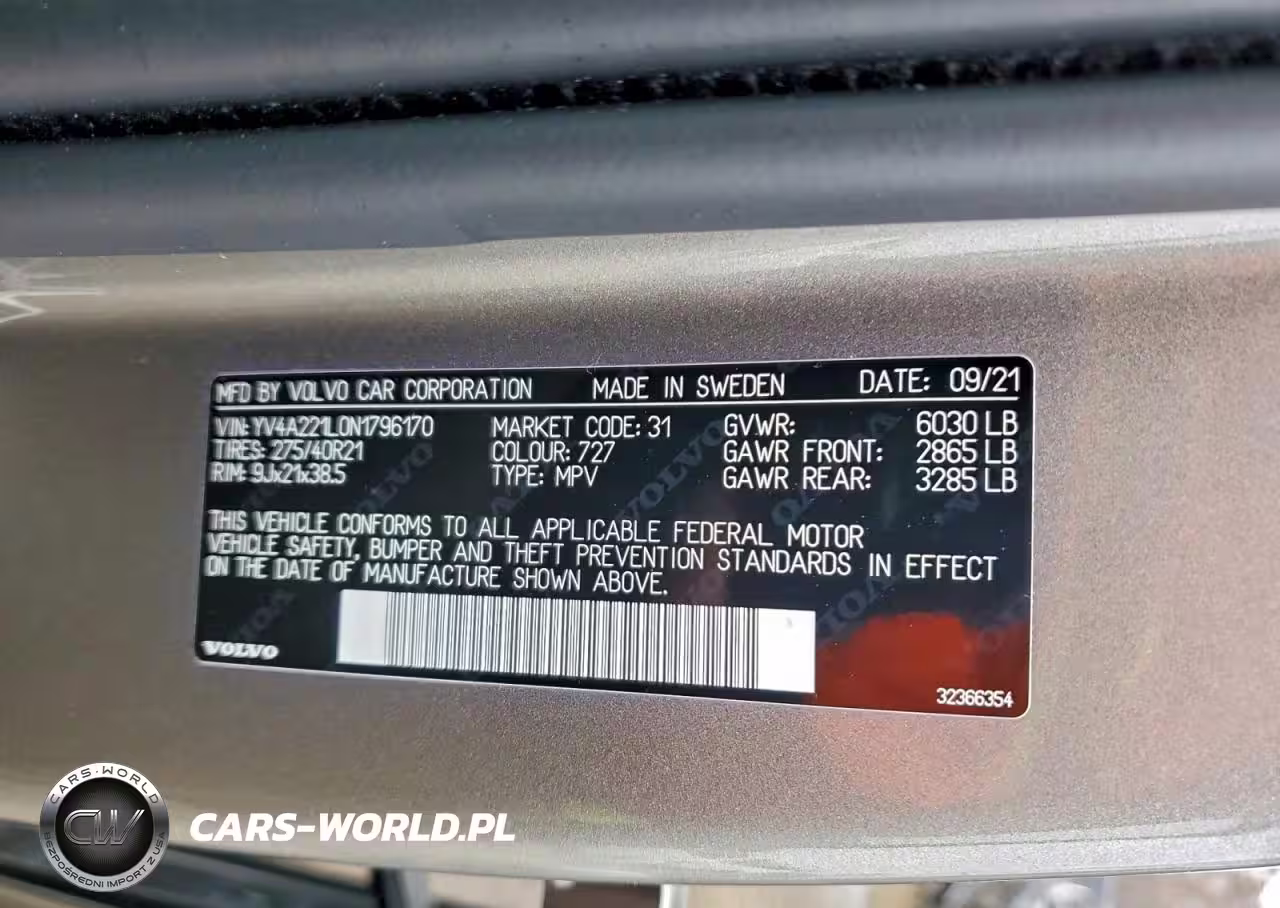 MFD BY VOLVO CAR CORPORATION MADE IN SWEDEN DATE: 09/21
VIN: YV4A221L0N1796170 MARKET CODE: 31 GVWR: 6030 LB
TIRES: 275/40R21 COLOUR: 727 GAWR FRONT: 2865 LB
RIM: 9Jx21x38.5 TYPE: MPV GAWR REAR: 3285 LB
THIS VEHICLE CONFORMS TO ALL APPLICABLE FEDERAL MOTOR
VEHICLE SAFETY, BUMPER AND THEFT PREVENTION STANDARDS IN EFFECT
ON THE DATE OF MANUFACTURE SHOWN ABOVE.
VOLVO
32366354
CARS-WORLD
CW
BEZPOŚREDNI IMPORT Z USA
CARS-WORLD.PL